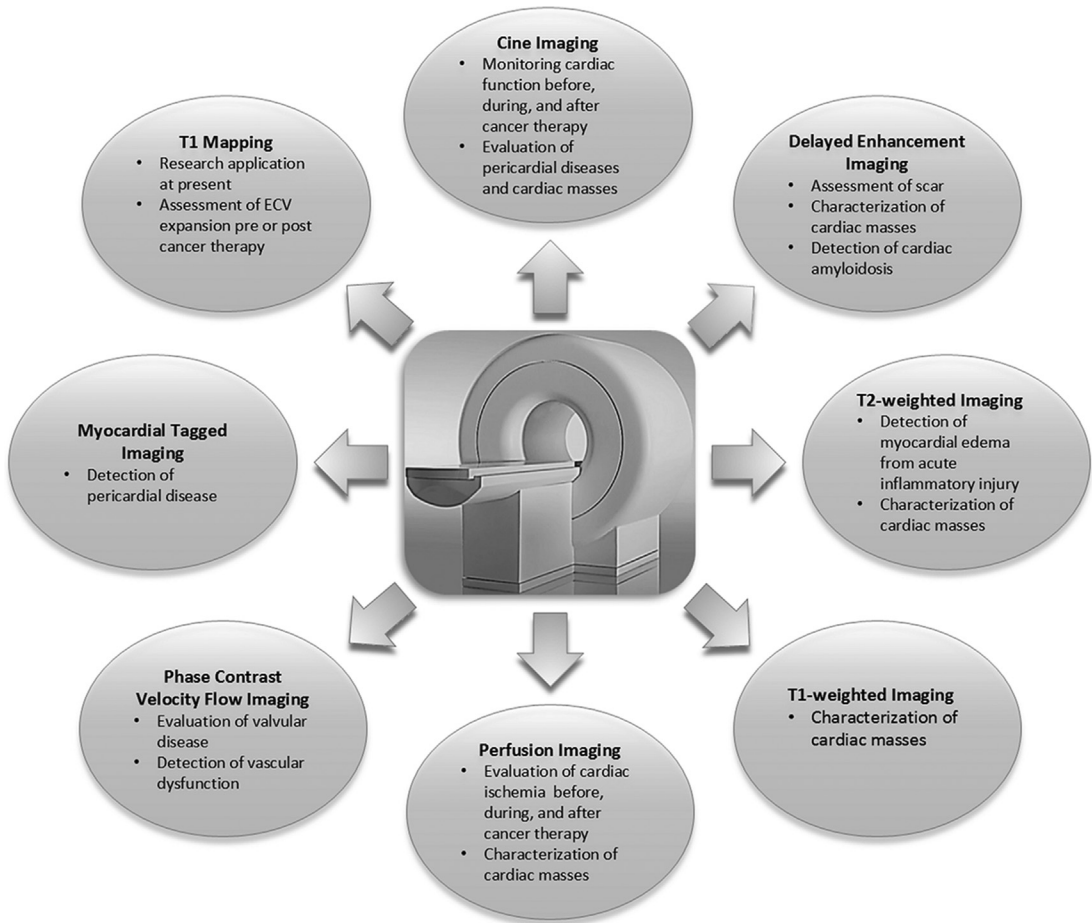 Cine Imaging
• Monitoring cardiac
function before,
during, and after
cancer therapy
• Evaluation of
pericardial diseases
and cardiac masses
T1 Mapping
• Research application
at present
• Assessment of ECV
expansion pre or post
cancer therapy
Delayed Enhancement
Imaging
• Assessment of scar
• Characterization of
cardiac masses
• Detection of cardiac
amyloidosis
Myocardial Tagged
Imaging
• Detection of
pericardial disease
T2-weighted Imaging
• Detection of
myocardial edema
from acute
inflammatory injury
• Characterization of
cardiac masses
Phase Contrast
Velocity Flow Imaging
• Evaluation of valvular
disease
• Detection of vascular
dysfunction
Perfusion Imaging
• Evaluation of cardiac
ischemia before,
during, and after
cancer therapy
• Characterization of
cardiac masses
T1-weighted Imaging
• Characterization of
cardiac masses